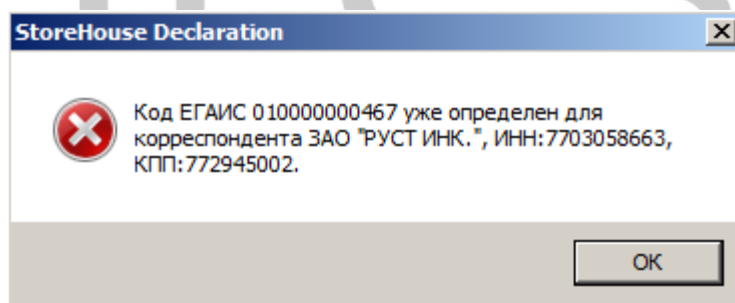 StoreHouse Declaration
Код ЕГАИС 010000000467 уже определен для
корреспондента ЗАО "РУСТ ИНК.", ИНН:7703058663,
КПП:772945002.
OK